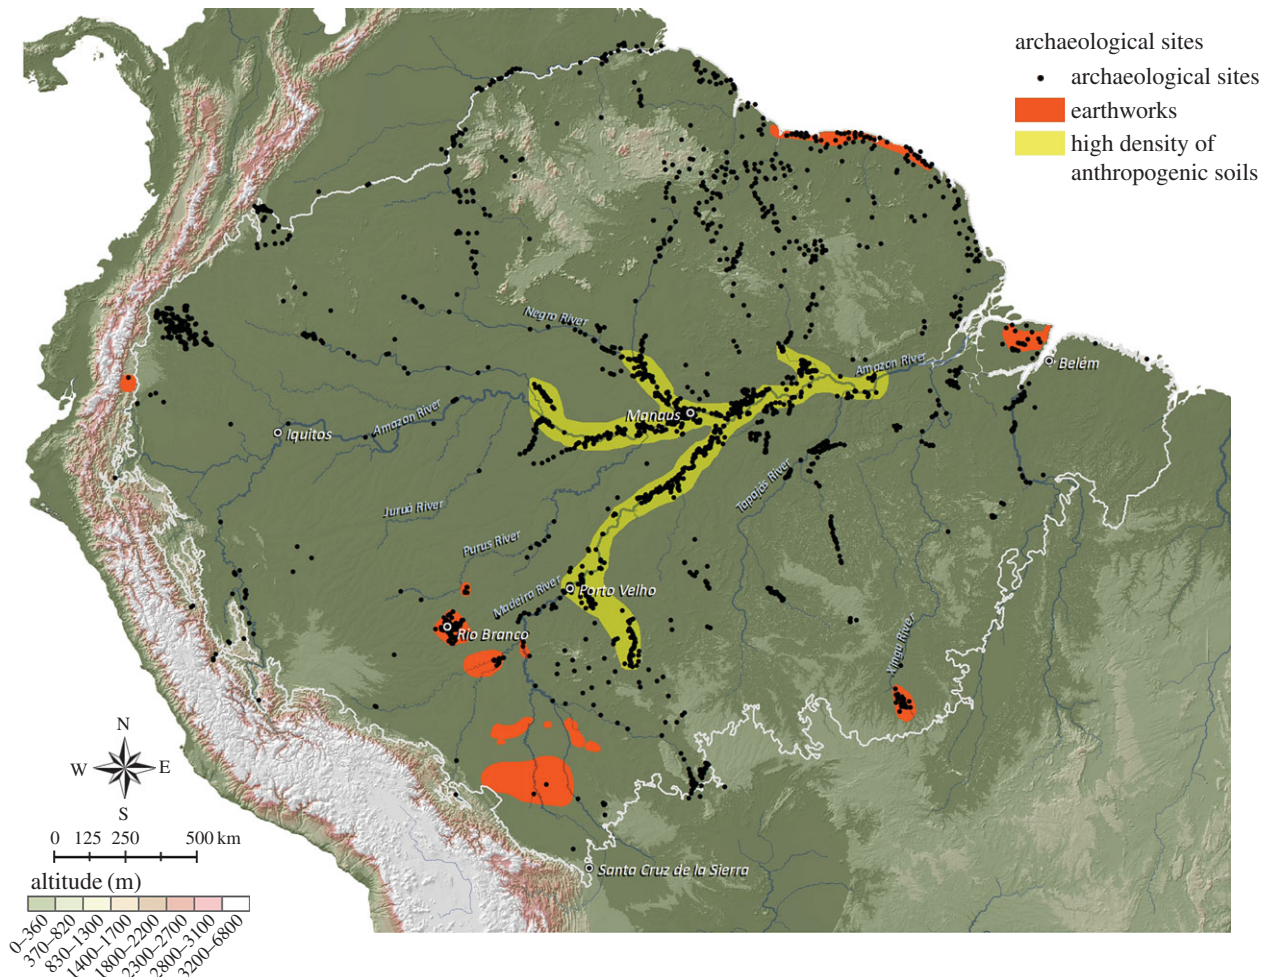 archaeological sites
archaeological sites
earthworks
high density of
anthropogenic soils
Negro River
Amazon River
Belém
Manaus
Amazon River
Iquitos
Tapajós River
Juruá River
Purus River
Madeira River
Porto Velho
Rio Branco
Xingu River
N
W E
S
0 125 250 500 km
Santa Cruz de la Sierra
altitude (m)
0–360
370–820
830–1300
1400–1700
1800–2200
2300–2700
2800–3100
3200–6800